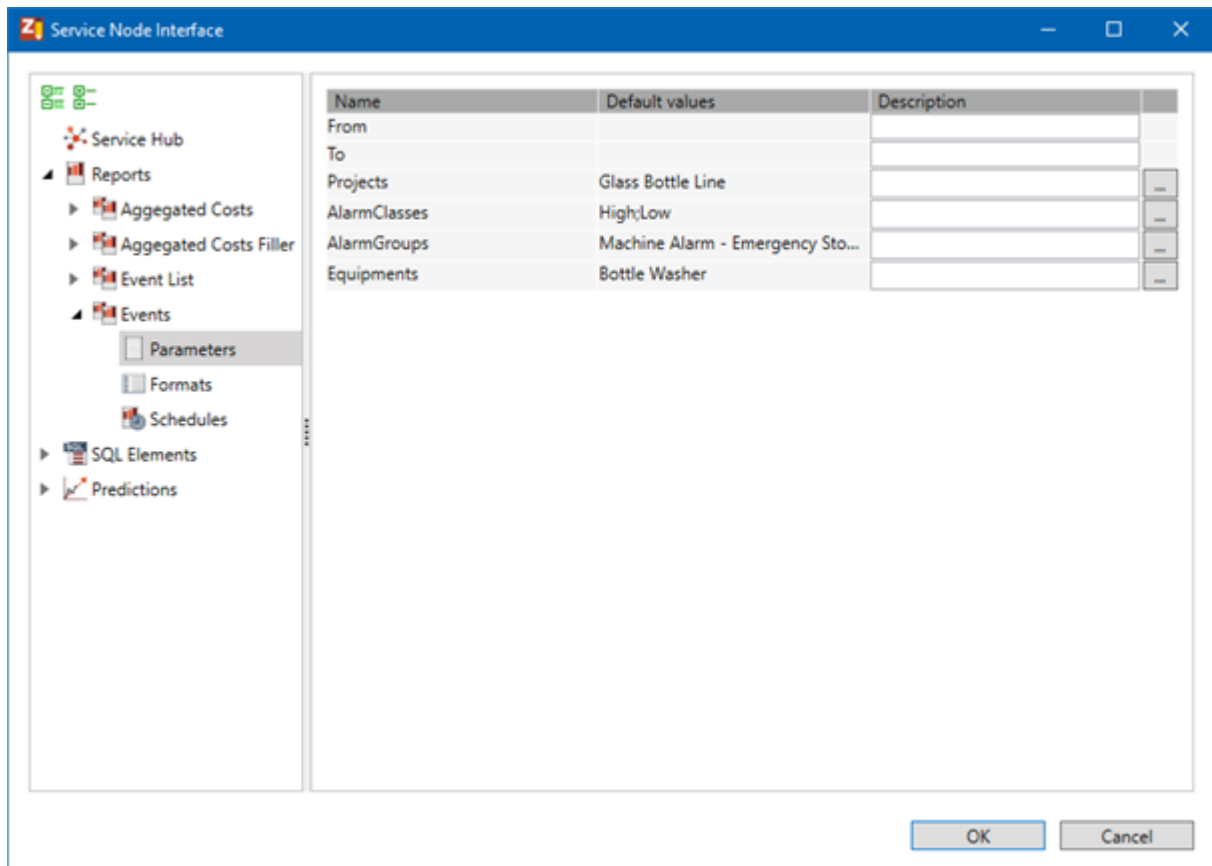 Service Node Interface
Service Hub
Reports
Aggegated Costs
Aggegated Costs Filler
Event List
Events
Parameters
Formats
Schedules
SQL Elements
Predictions
Name Default values Description
From
To
Projects Glass Bottle Line ...
AlarmClasses High;Low ...
AlarmGroups Machine Alarm - Emergency Sto... ...
Equipments Bottle Washer ...
OK Cancel